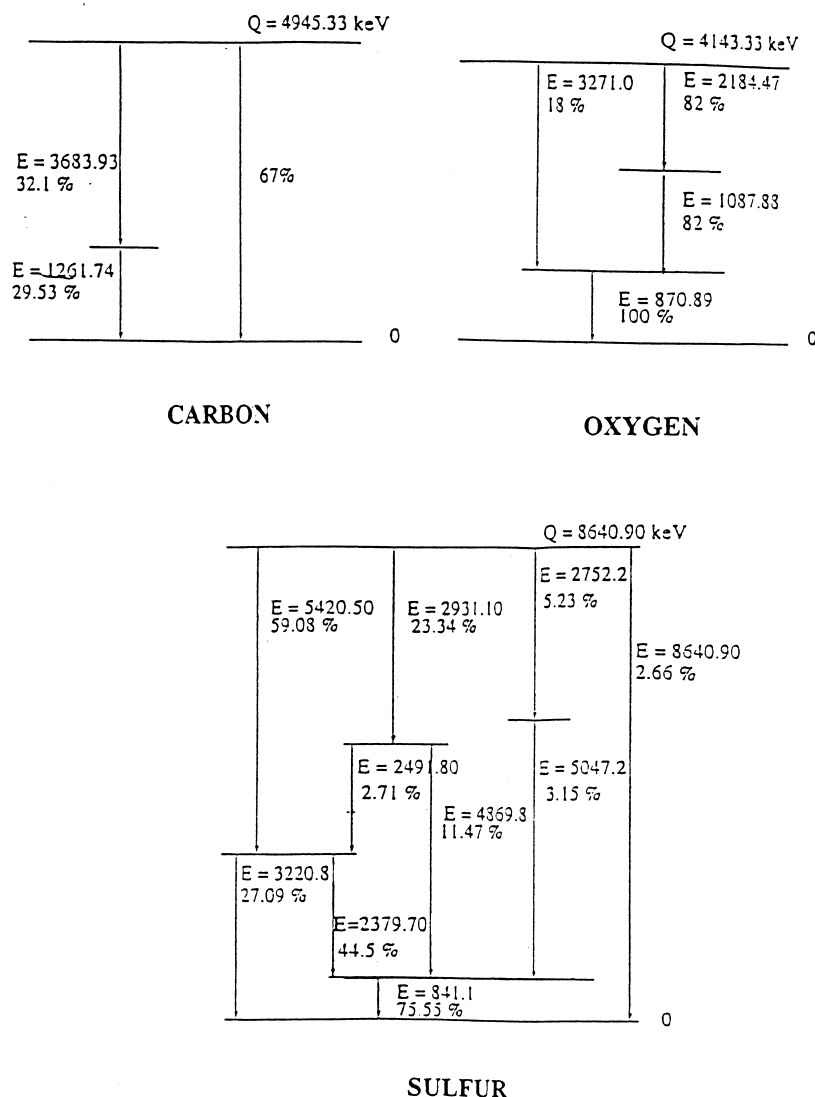 Q = 4945.33 keV
E = 3683.93
32.1 %
67%
E = 1261.74
29.53 %
0
CARBON
Q = 4143.33 keV
E = 3271.0
18 %
E = 2184.47
82 %
E = 1087.88
82 %
E = 870.89
100 %
0
OXYGEN
Q = 8640.90 keV
E = 5420.50
59.08 %
E = 2931.10
23.34 %
E = 2752.2
5.23 %
E = 8640.90
2.66 %
E = 2491.80
2.71 %
E = 4869.8
11.47 %
E = 5047.2
3.15 %
E = 3220.8
27.09 %
E=2379.70
44.5 %
E = 841.1
75.55 %
0
SULFUR